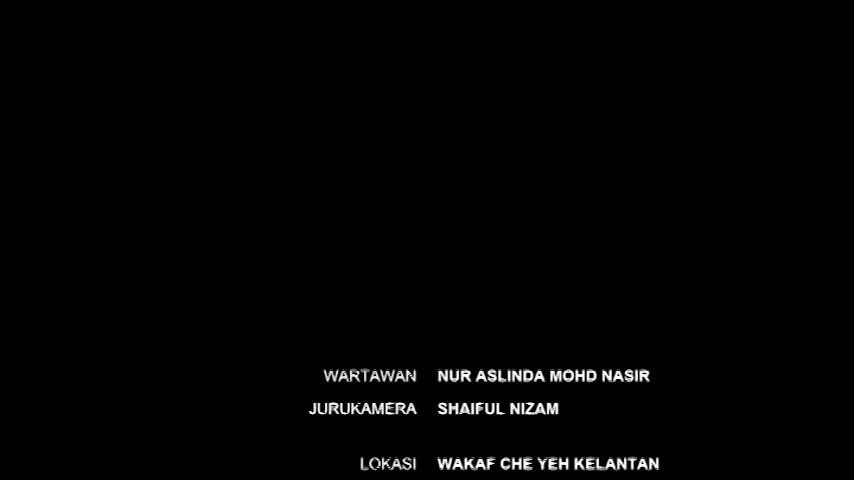 WARTAWAN NUR ASLINDA MOHD NASIR
JURUKAMERA SHAIFUL NIZAM
LOKASI WAKAF CHE YEH KELANTAN